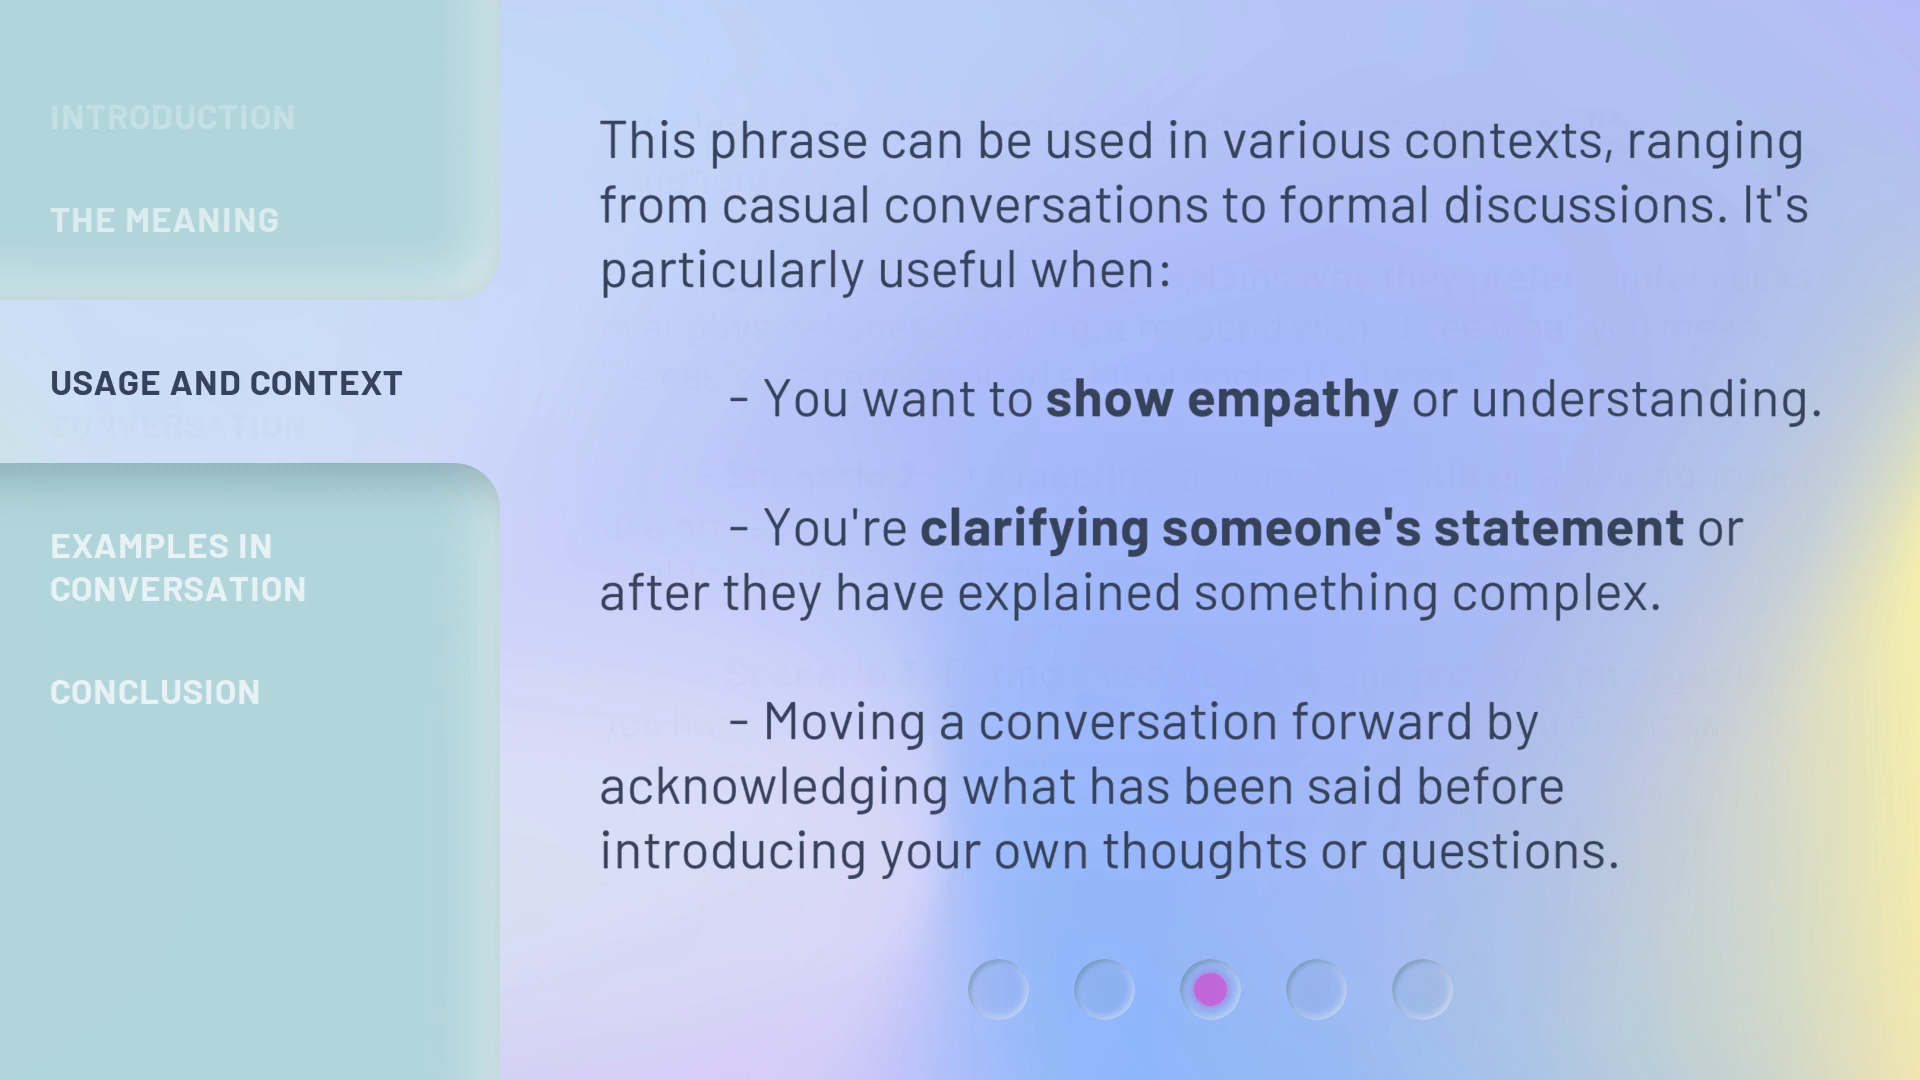 INTRODUCTION
THE MEANING
USAGE AND CONTEXT
CONVERSATION
EXAMPLES IN
CONVERSATION
CONCLUSION
This phrase can be used in various contexts, ranging
from casual conversations to formal discussions. It's
particularly useful when:
- You want to show empathy or understanding.
- You're clarifying someone's statement or
after they have explained something complex.
- Moving a conversation forward by
acknowledging what has been said before
introducing your own thoughts or questions.